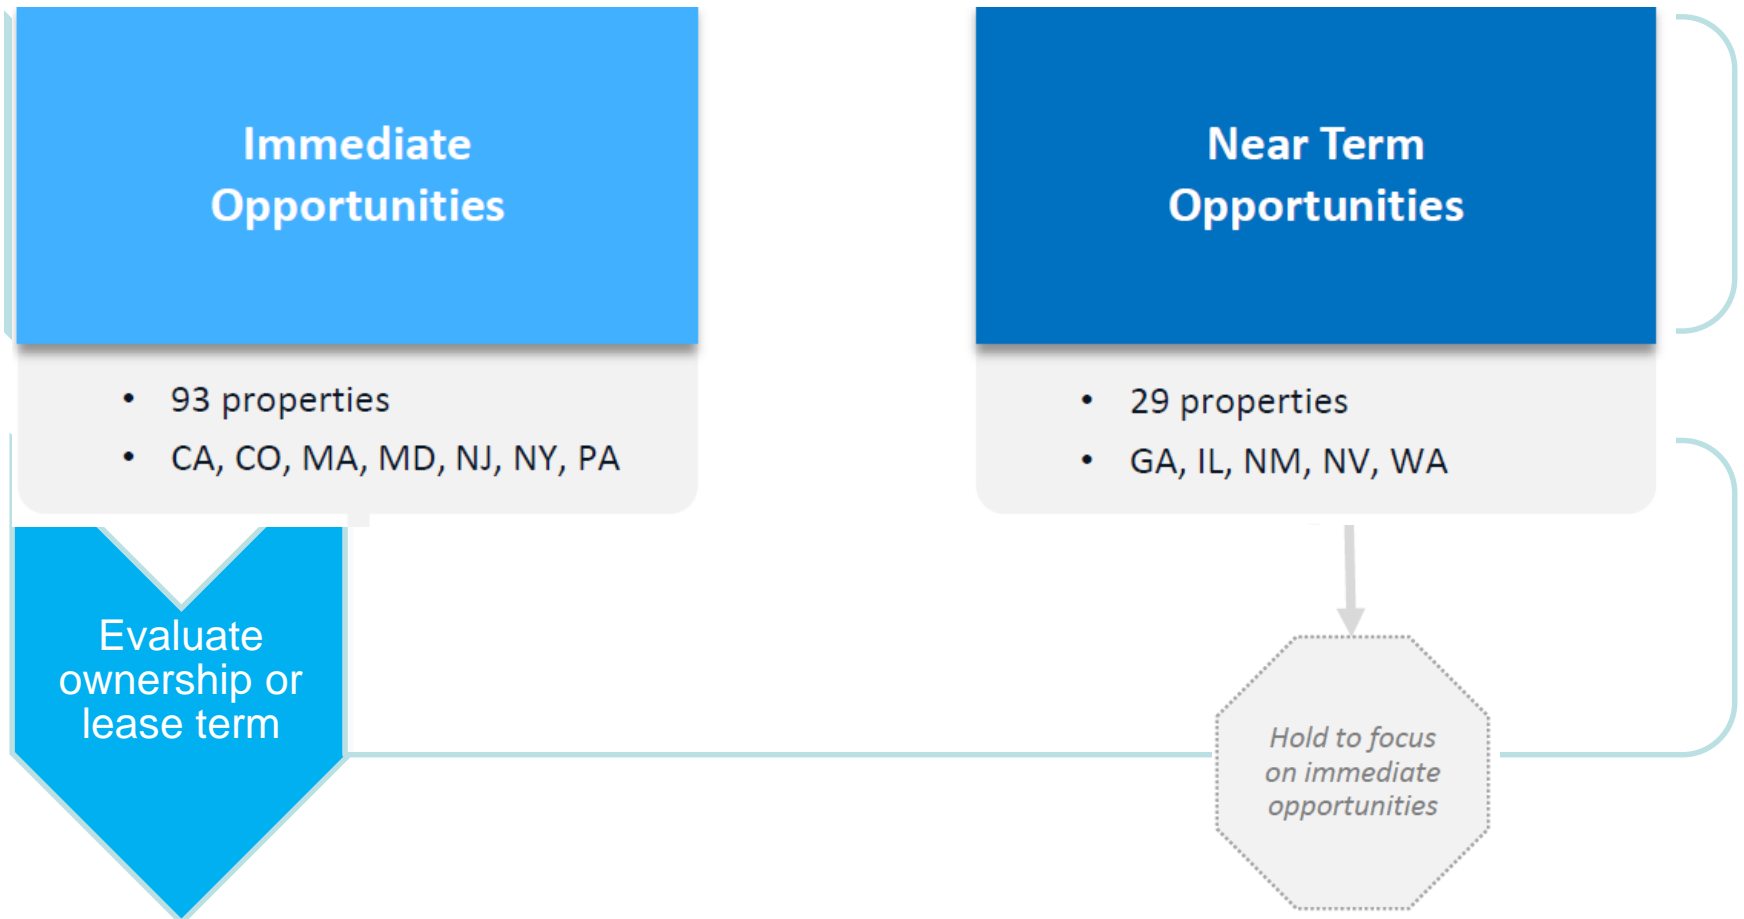 Immediate
Opportunities
• 93 properties
• CA, CO, MA, MD, NJ, NY, PA
Near Term
Opportunities
• 29 properties
• GA, IL, NM, NV, WA
Evaluate
ownership or
lease term
Hold to focus
on immediate
opportunities